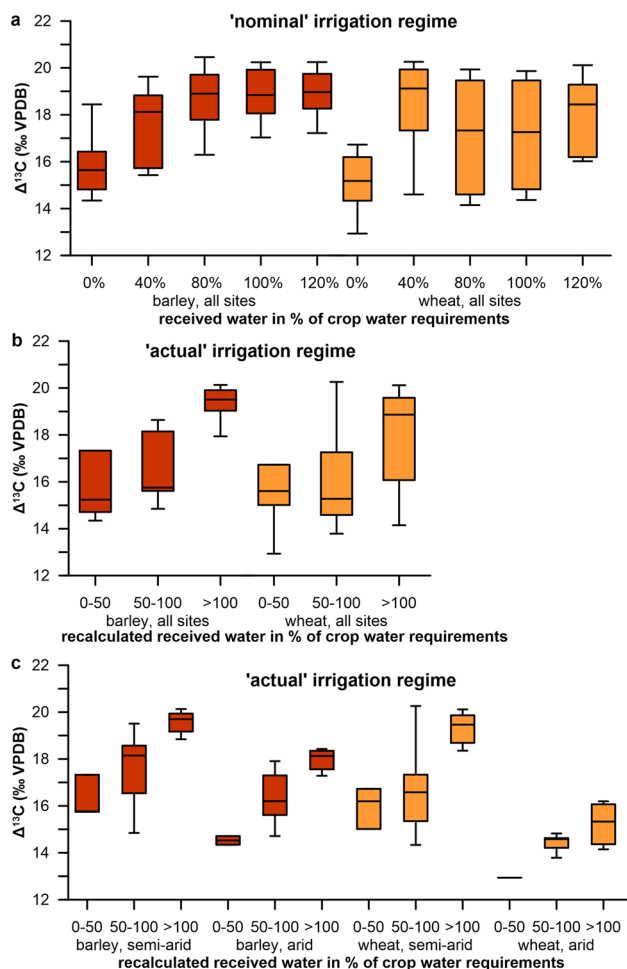 a
'nominal' irrigation regime
Δ¹³C (‰ VPDB)
22
20
18
16
14
12
0% 40% 80% 100% 120% 0% 40% 80% 100% 120%
barley, all sites wheat, all sites
received water in % of crop water requirements
b
'actual' irrigation regime
Δ¹³C (‰ VPDB)
22
20
18
16
14
12
0-50 50-100 >100 0-50 50-100 >100
barley, all sites wheat, all sites
recalculated received water in % of crop water requirements
c
'actual' irrigation regime
Δ¹³C (‰ VPDB)
22
20
18
16
14
12
0-50 50-100 >100 0-50 50-100 >100 0-50 50-100 >100 0-50 50-100 >100
barley, semi-arid barley, arid wheat, semi-arid wheat, arid
recalculated received water in % of crop water requirements